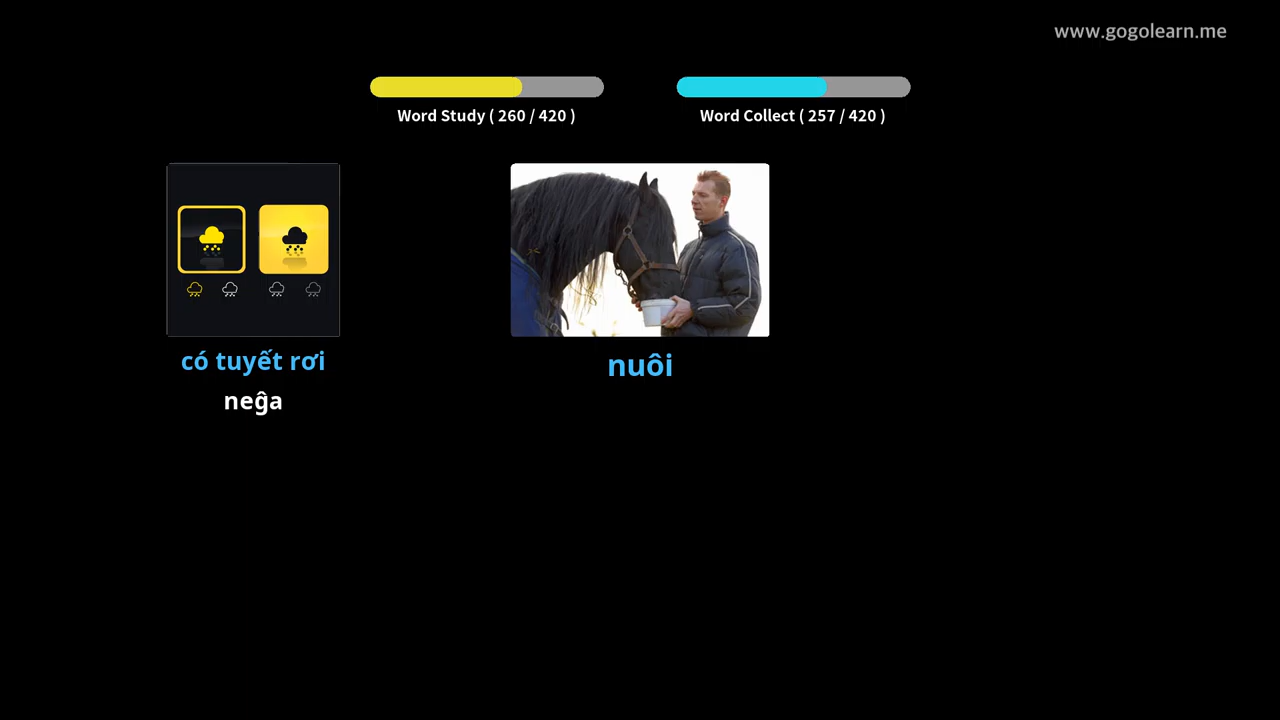 www.gogolearn.me
Word Study ( 260 / 420 )
Word Collect ( 257 / 420 )
có tuyết rơi
neĝa
nuôi